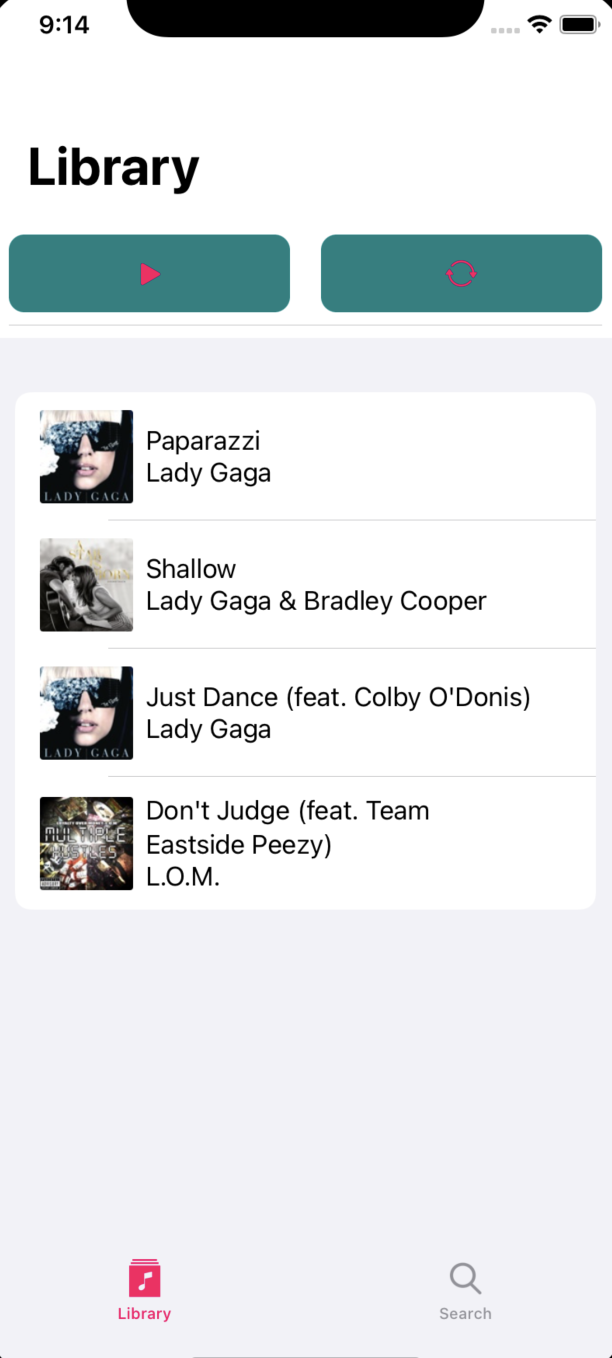 9:14
Library
Paparazzi
Lady Gaga
LADY GAGA
Shallow
Lady Gaga & Bradley Cooper
Just Dance (feat. Colby O'Donis)
Lady Gaga
LADY GAGA
Don't Judge (feat. Team
Eastside Peezy)
L.O.M.
MULTIPLE
HUSTLES
Library
Search